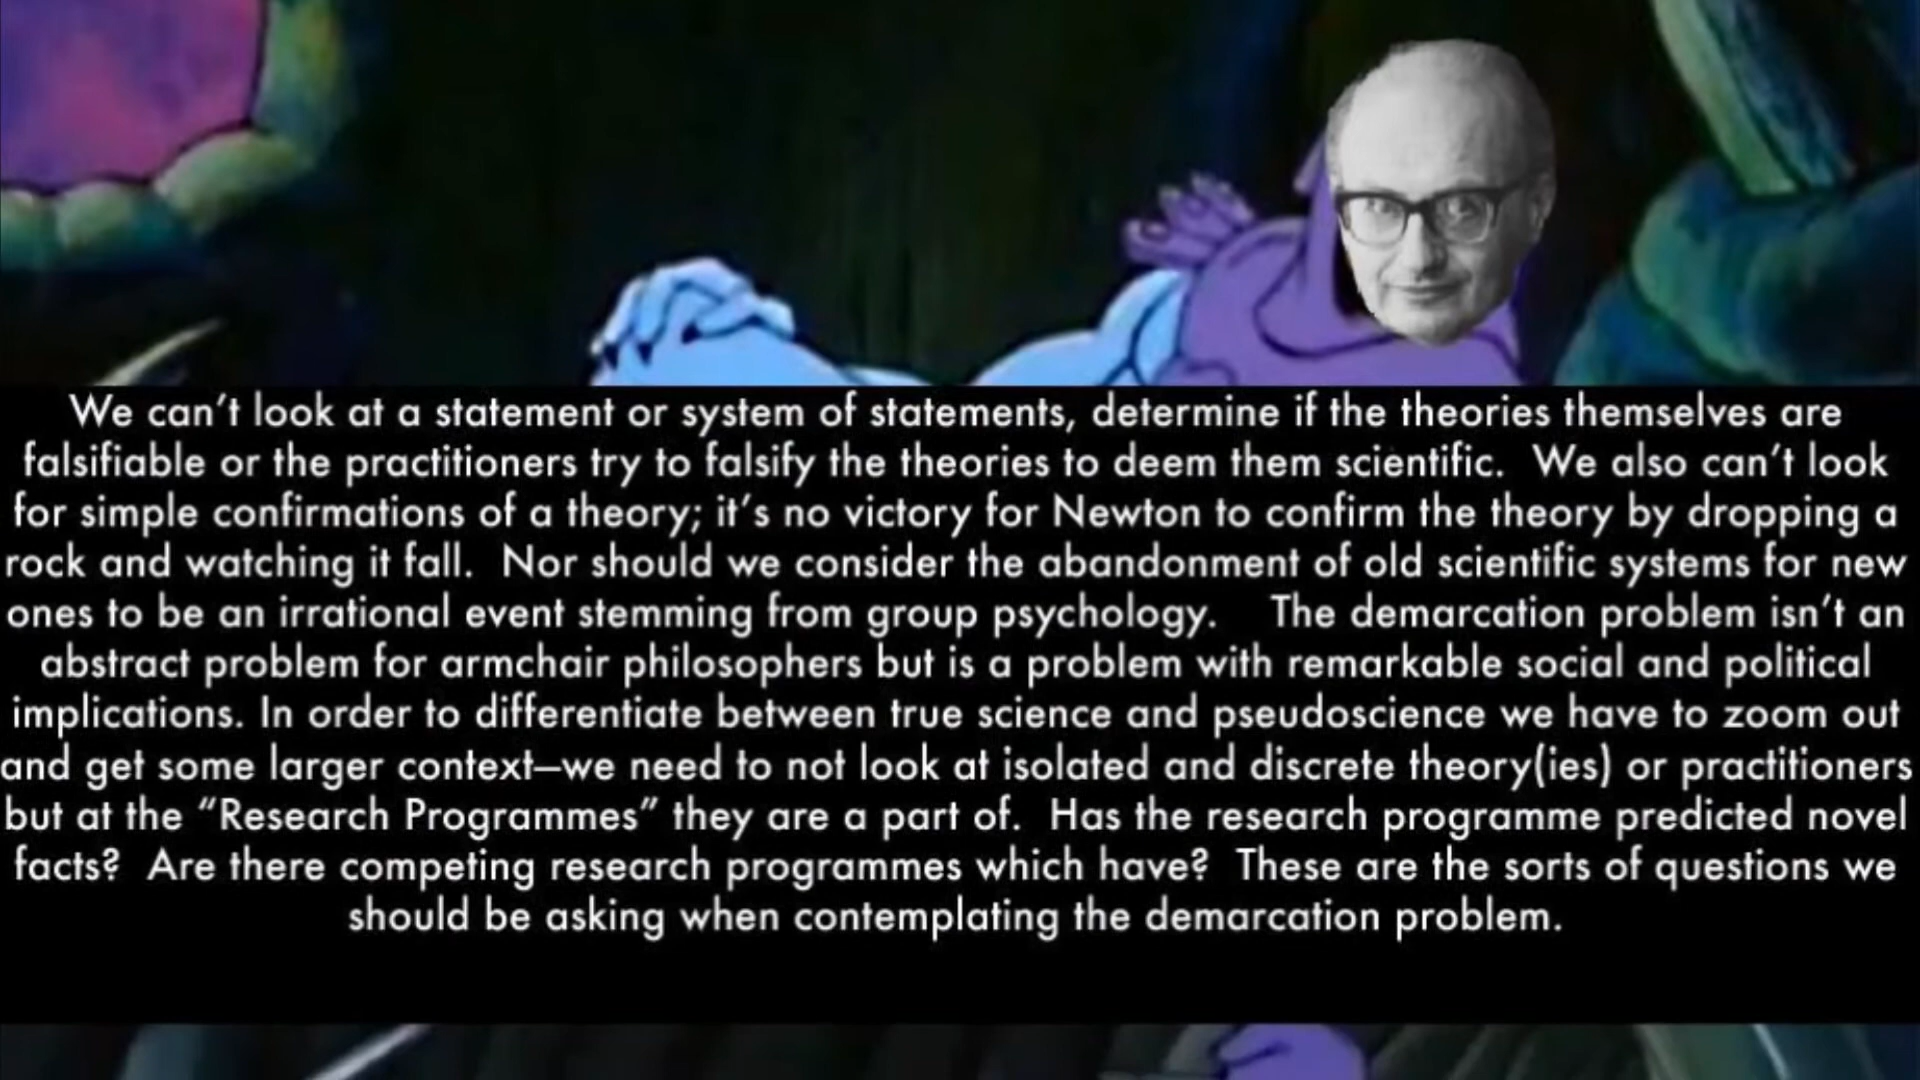 We can't look at a statement or system of statements, determine if the theories themselves are
falsifiable or the practitioners try to falsify the theories to deem them scientific.  We also can't look
for simple confirmations of a theory; it's no victory for Newton to confirm the theory by dropping a
rock and watching it fall.  Nor should we consider the abandonment of old scientific systems for new
ones to be an irrational event stemming from group psychology.    The demarcation problem isn't an
abstract problem for armchair philosophers but is a problem with remarkable social and political
implications. In order to differentiate between true science and pseudoscience we have to zoom out
and get some larger context—we need to not look at isolated and discrete theory(ies) or practitioners
but at the “Research Programmes” they are a part of.  Has the research programme predicted novel
facts?  Are there competing research programmes which have?  These are the sorts of questions we
should be asking when contemplating the demarcation problem.